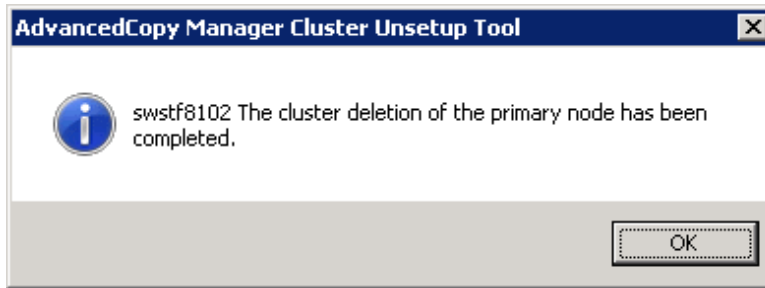 AdvancedCopy Manager Cluster Unsetup Tool
swstf8102 The cluster deletion of the primary node has been
completed.
OK